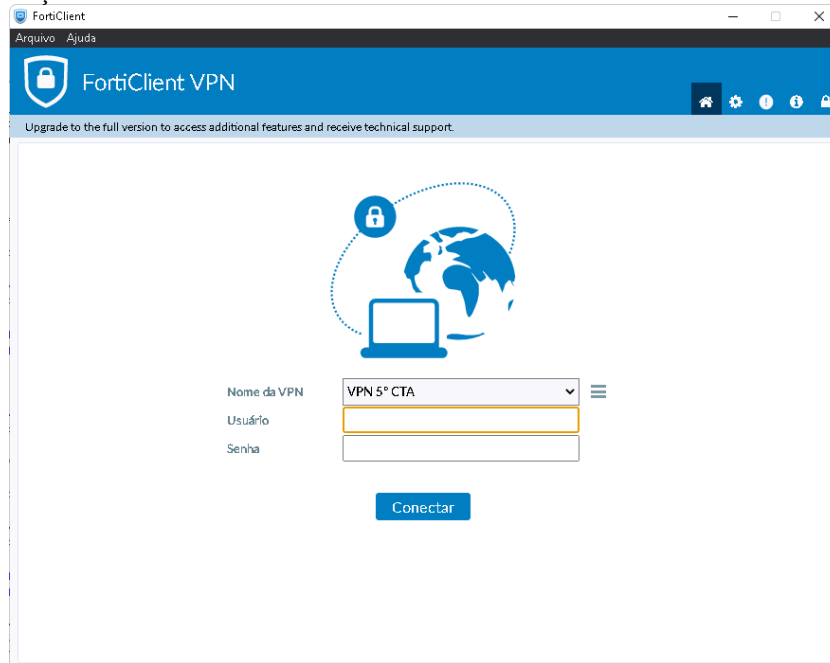 FortiClient
Arquivo Ajuda
FortiClient VPN
Upgrade to the full version to access additional features and receive technical support.
Nome da VPN VPN 5º CTA
Usuário
Senha
Conectar